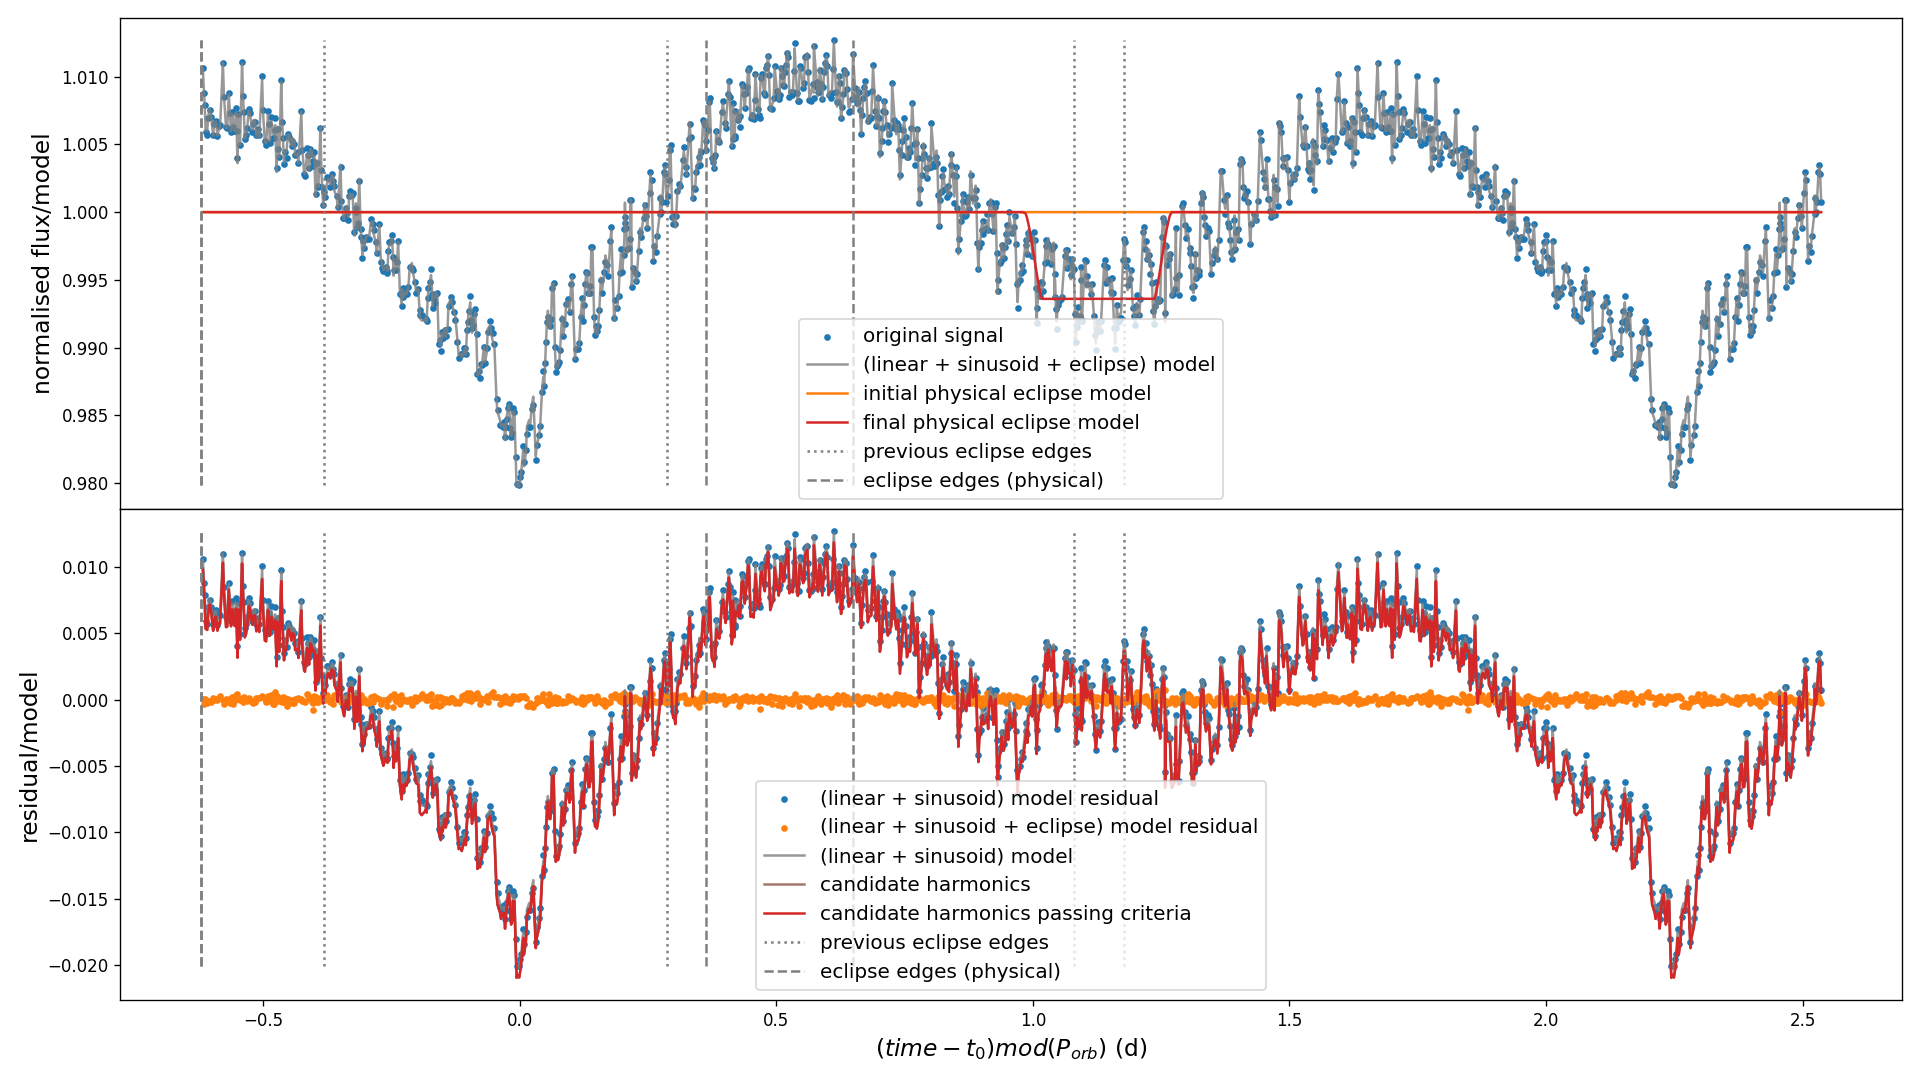 normalised flux/model
1.010
1.005
1.000
0.995
0.990
0.985
0.980
original signal
(linear + sinusoid + eclipse) model
initial physical eclipse model
final physical eclipse model
previous eclipse edges
eclipse edges (physical)
residual/model
0.010
0.005
0.000
−0.005
−0.010
−0.015
−0.020
(linear + sinusoid) model residual
(linear + sinusoid + eclipse) model residual
(linear + sinusoid) model
candidate harmonics
candidate harmonics passing criteria
previous eclipse edges
eclipse edges (physical)
−0.5 0.0 0.5 1.0 1.5 2.0 2.5
(time − t₀)mod(P_orb) (d)